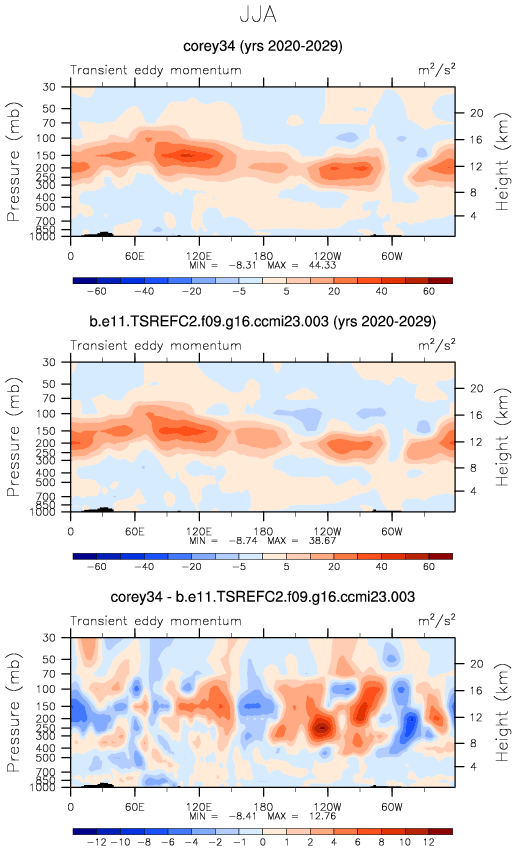 JJA
corey34 (yrs 2020-2029)
Transient eddy momentum m²/s²
30
50
70
100
150
200
250
300
400
500
700
850
1000
Pressure (mb)
20
16
12
8
4
Height (km)
0 60E 120E 180 120W 60W
MIN = -8.31 MAX = 44.33
-60 -40 -20 -5 5 20 40 60
b.e11.TSREFC2.f09.g16.ccmi23.003 (yrs 2020-2029)
Transient eddy momentum m²/s²
30
50
70
100
150
200
250
300
400
500
700
850
1000
Pressure (mb)
20
16
12
8
4
Height (km)
0 60E 120E 180 120W 60W
MIN = -8.74 MAX = 38.67
-60 -40 -20 -5 5 20 40 60
corey34 - b.e11.TSREFC2.f09.g16.ccmi23.003
Transient eddy momentum m²/s²
30
50
70
100
150
200
250
300
400
500
700
850
1000
Pressure (mb)
20
16
12
8
4
Height (km)
0 60E 120E 180 120W 60W
MIN = -8.41 MAX = 12.76
-12 -10 -8 -6 -4 -2 -1 0 1 2 4 6 8 10 12